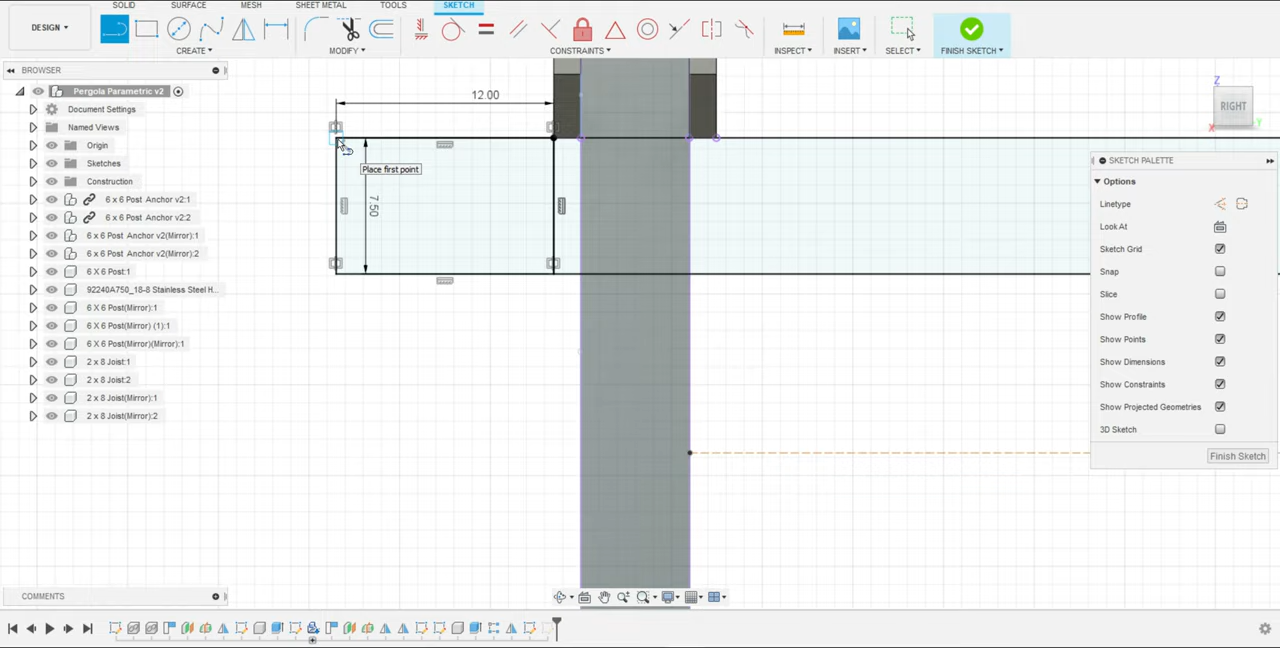 SOLID SURFACE MESH SHEET METAL TOOLS SKETCH
DESIGN
CREATE MODIFY CONSTRAINTS INSPECT INSERT SELECT FINISH SKETCH
BROWSER
Pergola Parametric v2
Document Settings
Named Views
Origin
Sketches
Construction
6 x 6 Post Anchor v2:1
6 x 6 Post Anchor v2:2
6 x 6 Post Anchor v2(Mirror):1
6 x 6 Post Anchor v2(Mirror):2
6 X 6 Post:1
92240A750_18-8 Stainless Steel H...
6 X 6 Post(Mirror):1
6 X 6 Post(Mirror) (1):1
6 X 6 Post(Mirror)(Mirror):1
2 x 8 Joist:1
2 x 8 Joist:2
2 x 8 Joist(Mirror):1
2 x 8 Joist(Mirror):2
COMMENTS
12.00
Place first point
7.50
Z
RIGHT
X
Y
SKETCH PALETTE
Options
Linetype
Look At
Sketch Grid
Snap
Slice
Show Profile
Show Points
Show Dimensions
Show Constraints
Show Projected Geometries
3D Sketch
Finish Sketch